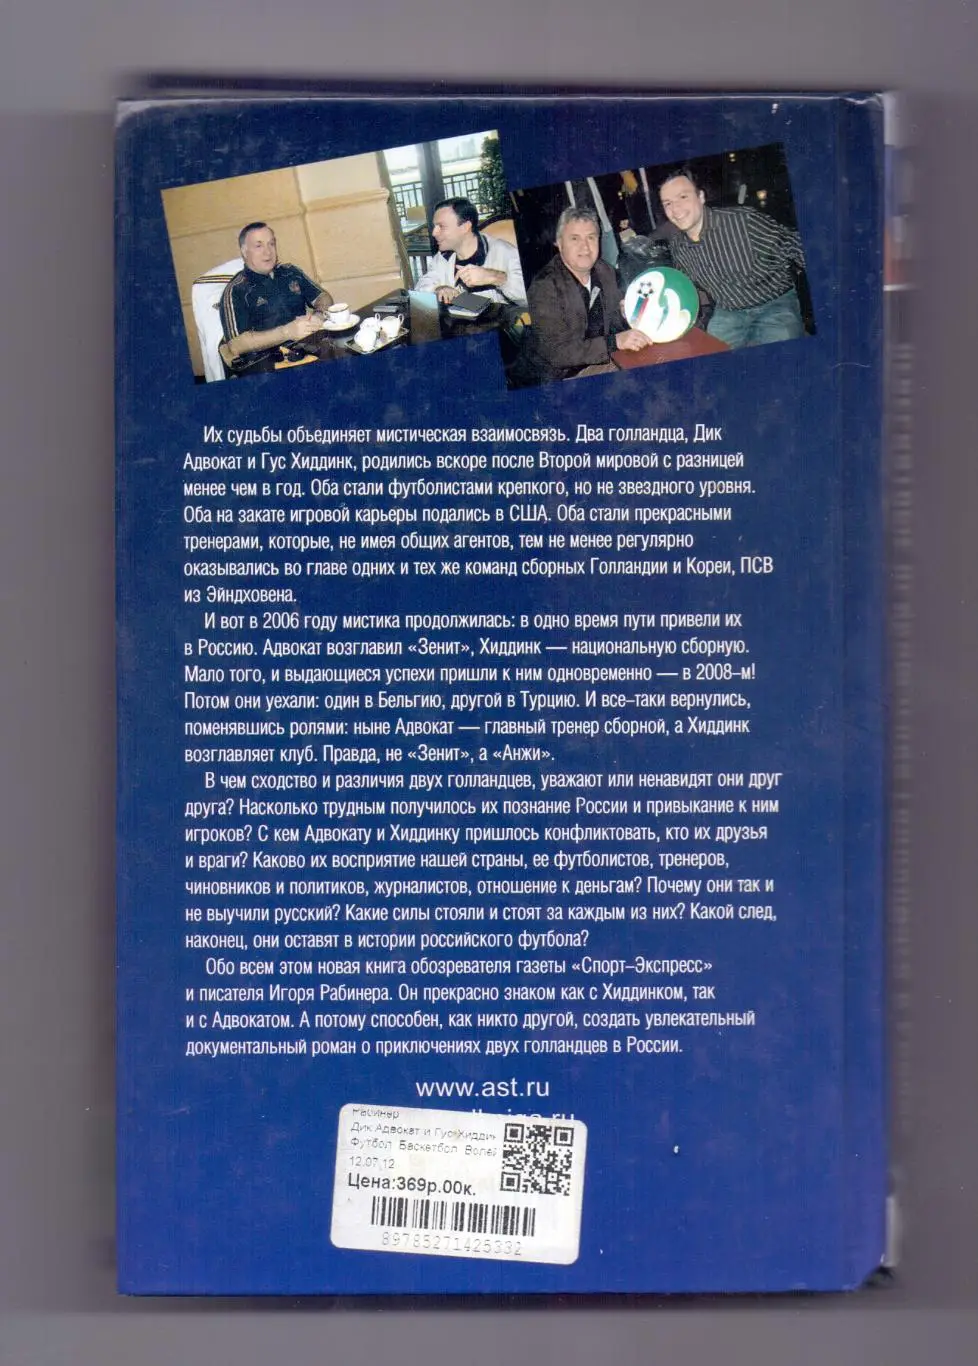 Их судьбы объединяет мистическая взаимосвязь. Два голландца, Дик
Адвокат и Гус Хиддинк, родились вскоре после Второй мировой с разницей
менее чем в год. Оба стали футболистами крепкого, но не звездного уровня.
Оба на закате игровой карьеры подались в США. Оба стали прекрасными
тренерами, которые, не имея общих агентов, тем не менее регулярно
оказывались во главе одних и тех же команд сборных Голландии и Кореи, ПСВ
из Эйндховена.
И вот в 2006 году мистика продолжилась: в одно время пути привели их
в Россию. Адвокат возглавил «Зенит», Хиддинк — национальную сборную.
Мало того, и выдающиеся успехи пришли к ним одновременно — в 2008–м!
Потом они уехали: один в Бельгию, другой в Турцию. И все–таки вернулись,
поменявшись ролями: ныне Адвокат — главный тренер сборной, а Хиддинк
возглавляет клуб. Правда, не «Зенит», а «Анжи».
В чем сходство и различия двух голландцев, уважают или ненавидят они друг
друга? Насколько трудным получилось их познание России и привыкание к ним
игроков? С кем Адвокату и Хиддинку пришлось конфликтовать, кто их друзья
и враги? Каково их восприятие нашей страны, ее футболистов, тренеров,
чиновников и политиков, журналистов, отношение к деньгам? Почему они так и
не выучили русский? Какие силы стояли и стоят за каждым из них? Какой след,
наконец, они оставят в истории российского футбола?
Обо всем этом новая книга обозревателя газеты «Спорт–Экспресс»
и писателя Игоря Рабинера. Он прекрасно знаком как с Хиддинком, так
и с Адвокатом. А потому способен, как никто другой, создать увлекательный
документальный роман о приключениях двух голландцев в России.
www.ast.ru
Рабинер
Дик Адвокат и Гус Хиддин
Футбол Баскетбол Волей
12.07.12
Цена:369р.00к.
89785271425332